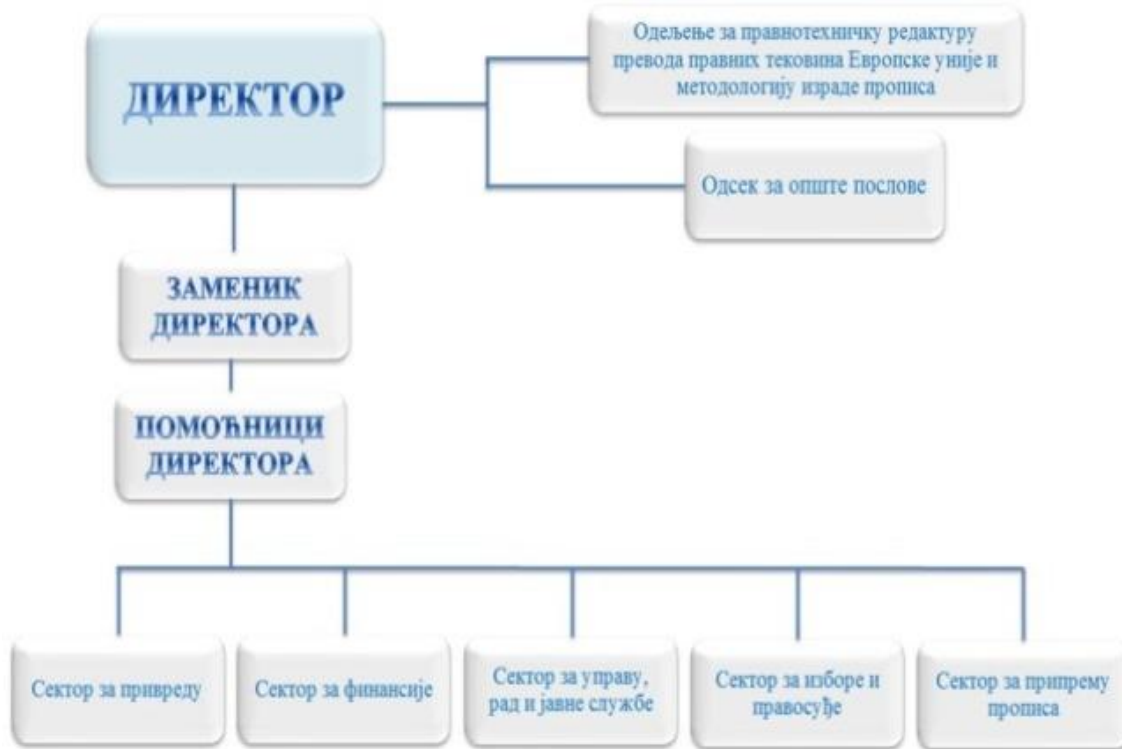 ДИРЕКТОР
Одељење за правнотехничку редактуру
превода правних тековина Европске уније и
методологију израде прописа
Одсек за опште послове
ЗАМЕНИК
ДИРЕКТОРА
ПОМОЋНИЦИ
ДИРЕКТОРА
Сектор за привреду
Сектор за финансије
Сектор за управу,
рад и јавне службе
Сектор за изборе и
правосуђе
Сектор за припрему
прописа